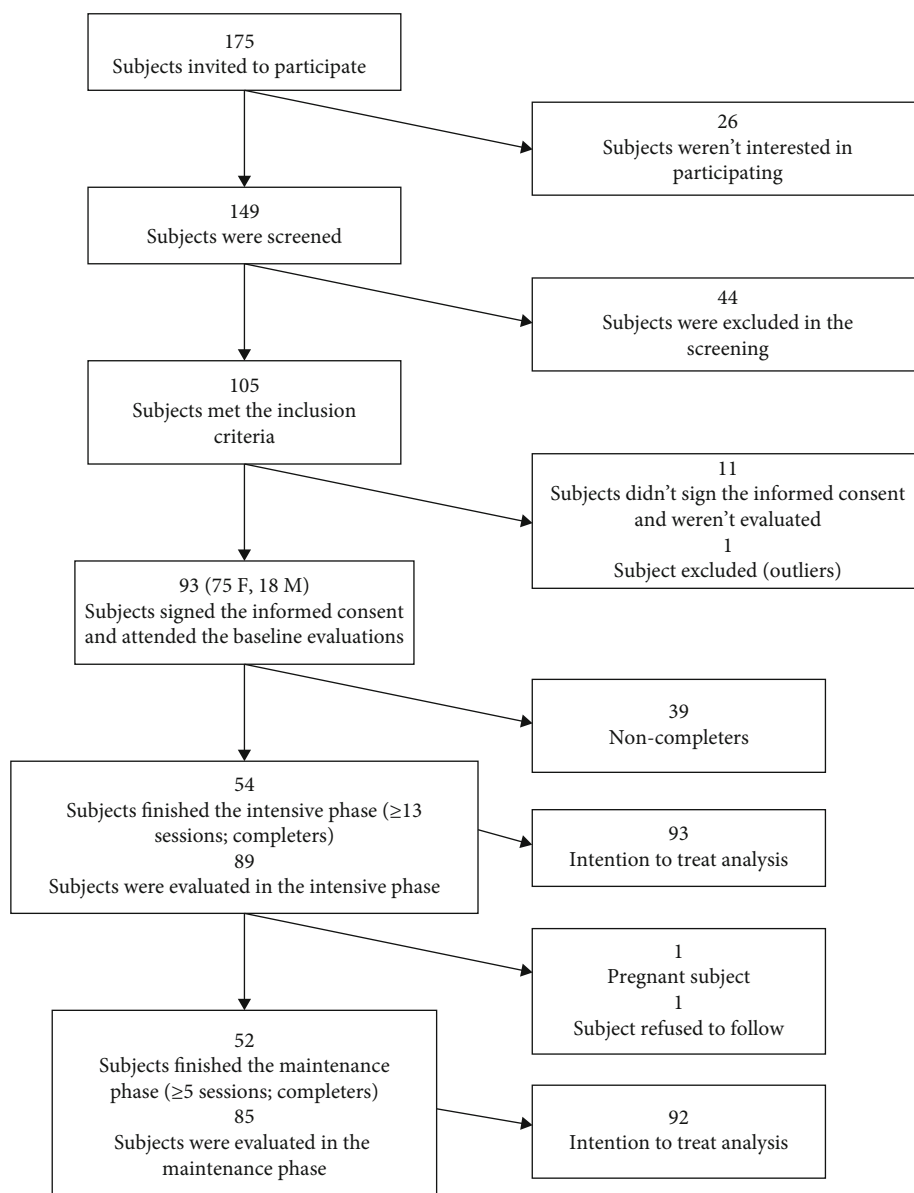 175
Subjects invited to participate
26
Subjects weren't interested in
participating
149
Subjects were screened
44
Subjects were excluded in the
screening
105
Subjects met the inclusion
criteria
11
Subjects didn't sign the informed consent
and weren't evaluated
1
Subject excluded (outliers)
93 (75 F, 18 M)
Subjects signed the informed consent
and attended the baseline evaluations
39
Non-completers
54
Subjects finished the intensive phase (≥13
sessions; completers)
89
Subjects were evaluated in the intensive phase
93
Intention to treat analysis
1
Pregnant subject
1
Subject refused to follow
52
Subjects finished the maintenance
phase (≥5 sessions; completers)
85
Subjects were evaluated in the
maintenance phase
92
Intention to treat analysis